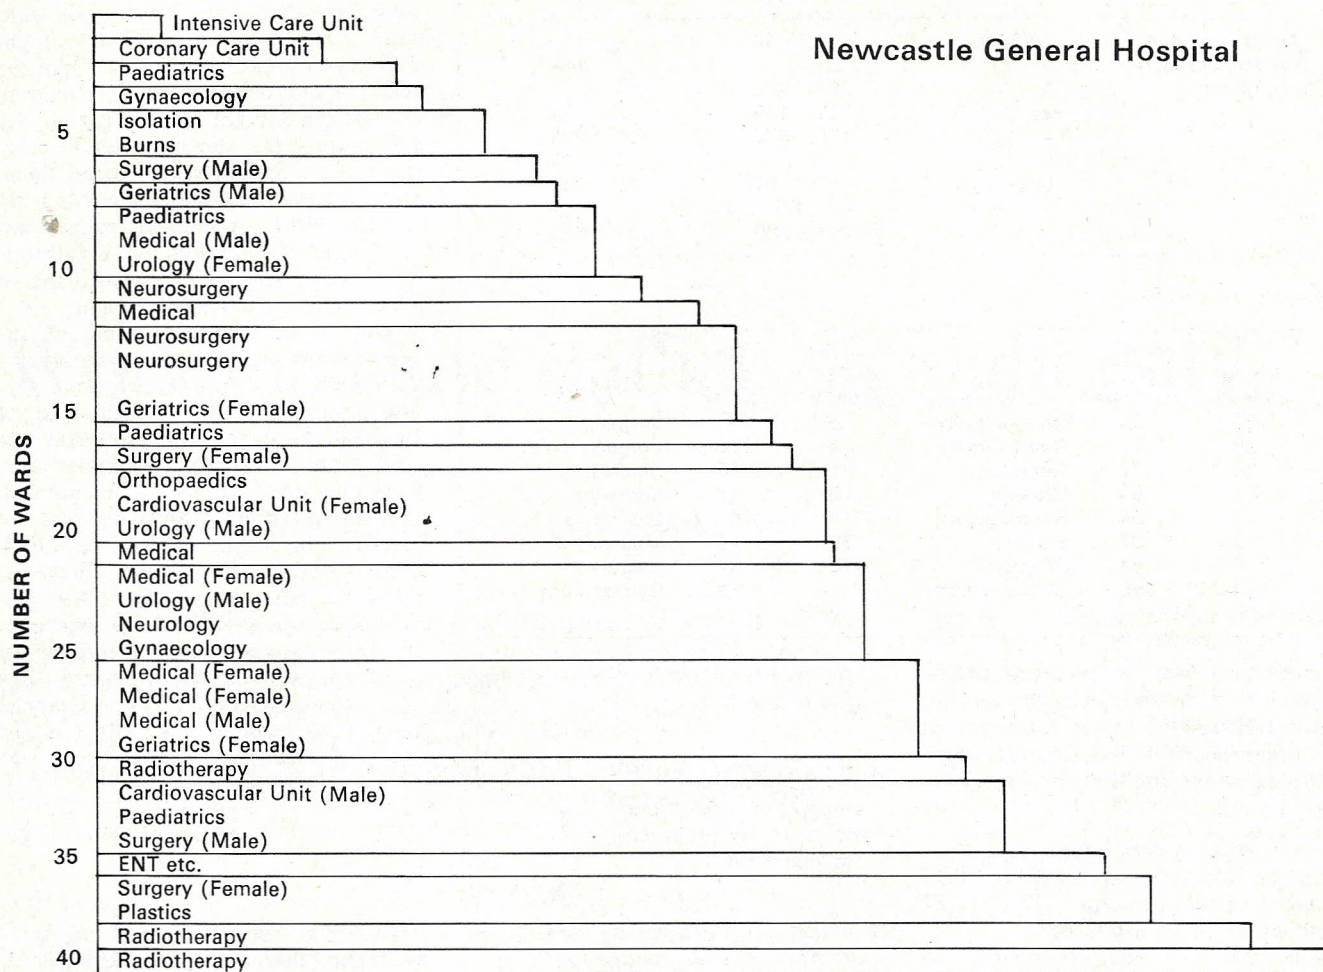 Intensive Care Unit
Newcastle General Hospital
Coronary Care Unit
Paediatrics
Gynaecology
Isolation
5
Burns
Surgery (Male)
Geriatrics (Male)
Paediatrics
Medical (Male)
Urology (Female)
10
Neurosurgery
Medical
Neurosurgery
Neurosurgery
Geriatrics (Female)
15
Paediatrics
Surgery (Female)
Orthopaedics
Cardiovascular Unit (Female)
Urology (Male)
20
Medical
Medical (Female)
Urology (Male)
Neurology
Gynaecology
25
Medical (Female)
Medical (Female)
Medical (Male)
Geriatrics (Female)
30
Radiotherapy
Cardiovascular Unit (Male)
Paediatrics
Surgery (Male)
35
ENT etc.
Surgery (Female)
Plastics
Radiotherapy
40
Radiotherapy
NUMBER OF WARDS